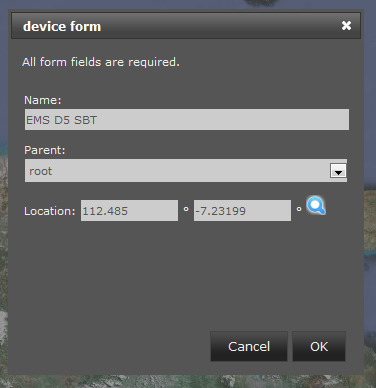 device form
All form fields are required.
Name:
EMS D5 SBT
Parent:
root
Location: 112.485 ° -7.23199 °
Cancel OK